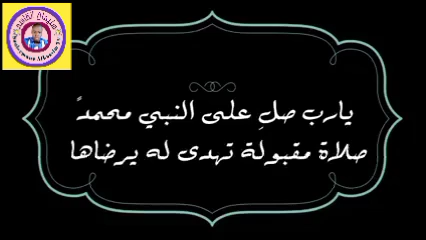 يارب صلِ على النبي محمدً
صلاة مقبولة تهدى له يرضاها